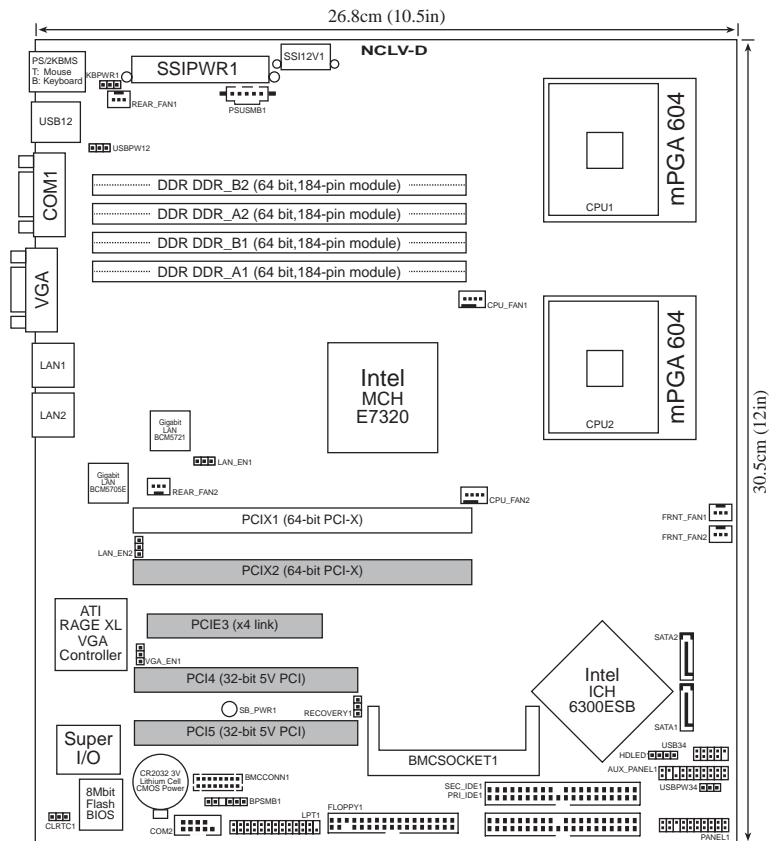 26.8cm (10.5in)
NCLV-D
PS/2KBMS
T: Mouse
B: Keyboard
KBPWR1
SSIPWR1
SSI12V1
REAR_FAN1
PSUSMB1
USB12
USBPW12
COM1
DDR DDR_B2 (64 bit,184-pin module)
DDR DDR_A2 (64 bit,184-pin module)
DDR DDR_B1 (64 bit,184-pin module)
DDR DDR_A1 (64 bit,184-pin module)
CPU1
mPGA 604
VGA
CPU_FAN1
LAN1
LAN2
Intel
MCH
E7320
CPU2
mPGA 604
30.5cm (12in)
Gigabit
LAN
BCM5721
LAN_EN1
Gigabit
LAN
BCM5705E
REAR_FAN2
CPU_FAN2
PCIX1 (64-bit PCI-X)
FRNT_FAN1
FRNT_FAN2
LAN_EN2
PCIX2 (64-bit PCI-X)
ATI
RAGE XL
VGA
Controller
PCIE3 (x4 link)
VGA_EN1
PCI4 (32-bit 5V PCI)
SB_PWR1
RECOVERY1
PCI5 (32-bit 5V PCI)
Intel
ICH
6300ESB
SATA2
SATA1
Super
I/O
BMCSOCKET1
USB34
HDLED1
AUX_PANEL1
USBPW34
CR2032 3V
Lithium Cell
CMOS Power
BMCCONN1
8Mbit
Flash
BIOS
BPSMB1
SEC_IDE1
PRI_IDE1
CLRTC1
COM2
LPT1
FLOPPY1
PANEL1